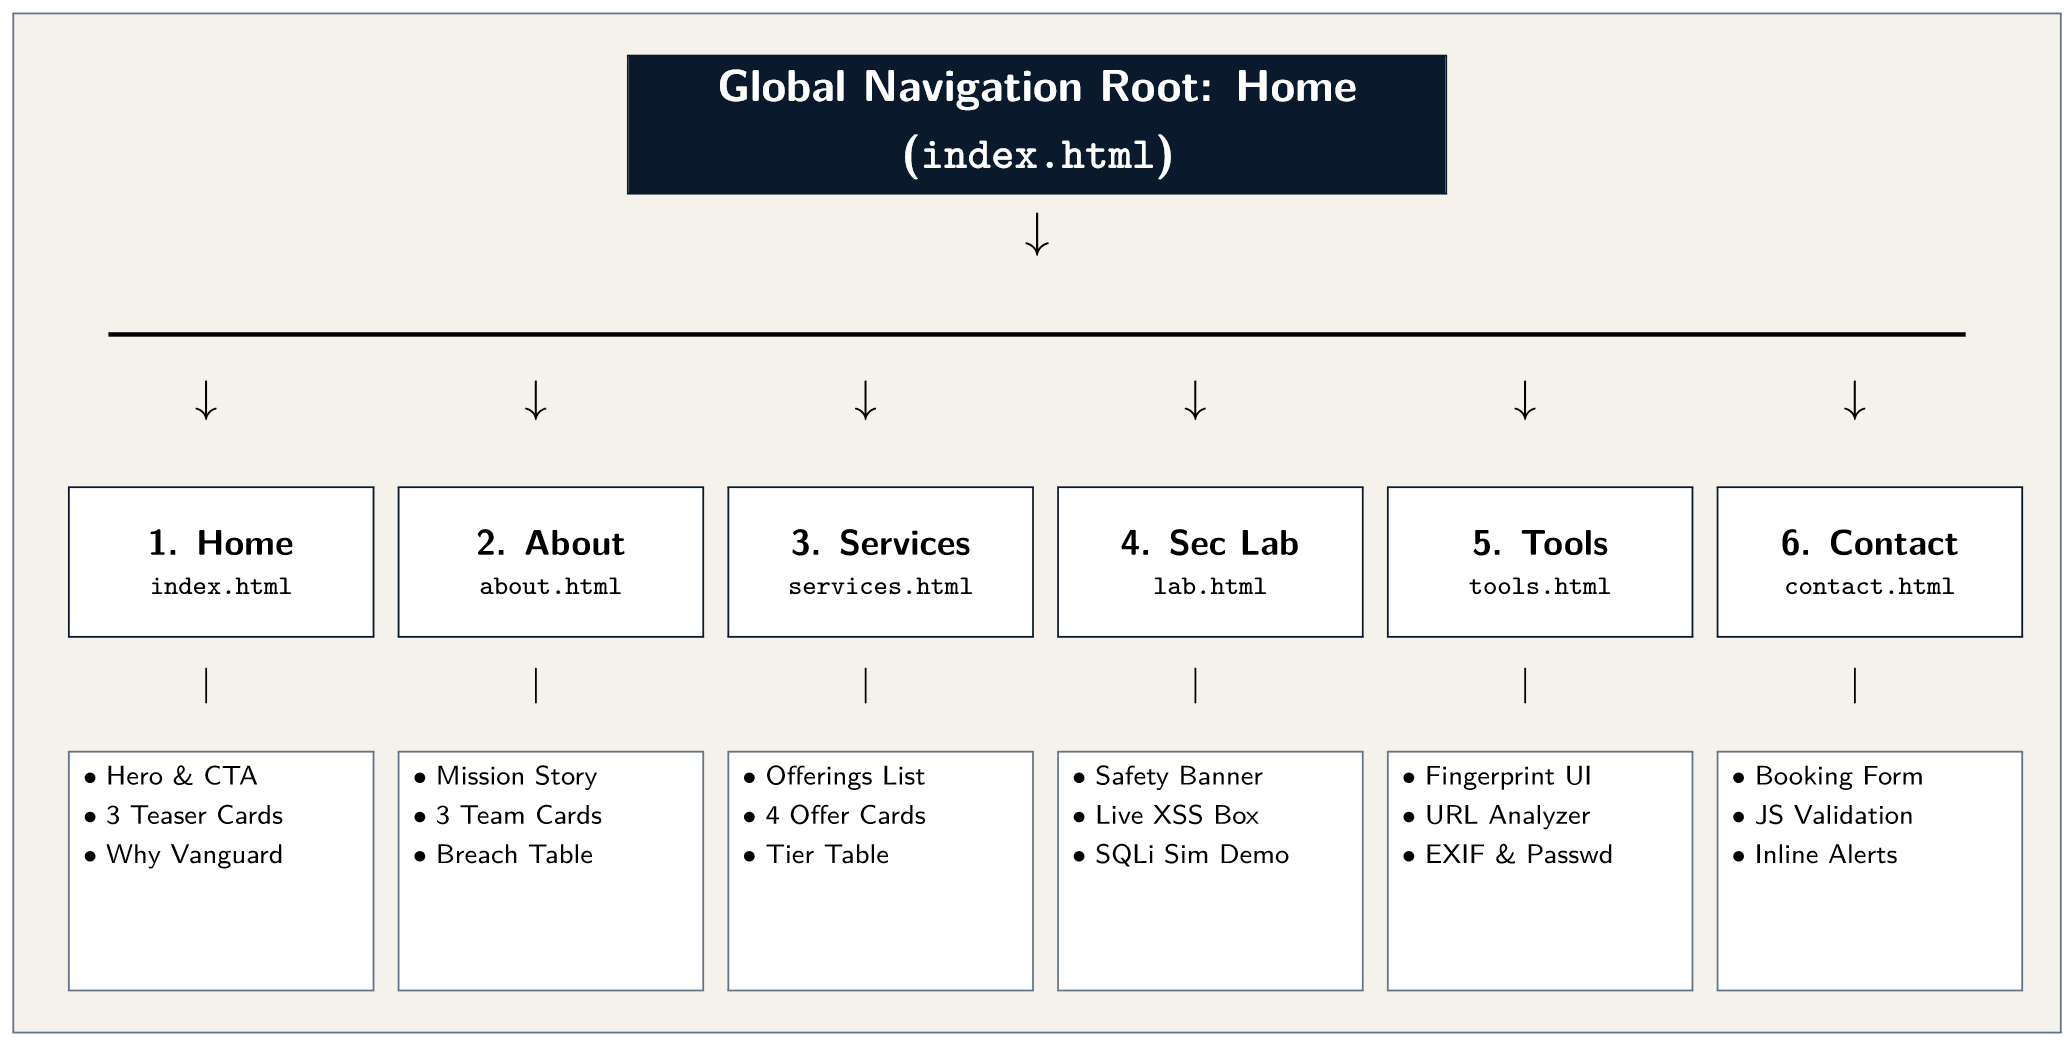 Global Navigation Root: Home
(index.html)
1. Home
index.html
2. About
about.html
3. Services
services.html
4. Sec Lab
lab.html
5. Tools
tools.html
6. Contact
contact.html
• Hero & CTA
• 3 Teaser Cards
• Why Vanguard
• Mission Story
• 3 Team Cards
• Breach Table
• Offerings List
• 4 Offer Cards
• Tier Table
• Safety Banner
• Live XSS Box
• SQLi Sim Demo
• Fingerprint UI
• URL Analyzer
• EXIF & Passwd
• Booking Form
• JS Validation
• Inline Alerts